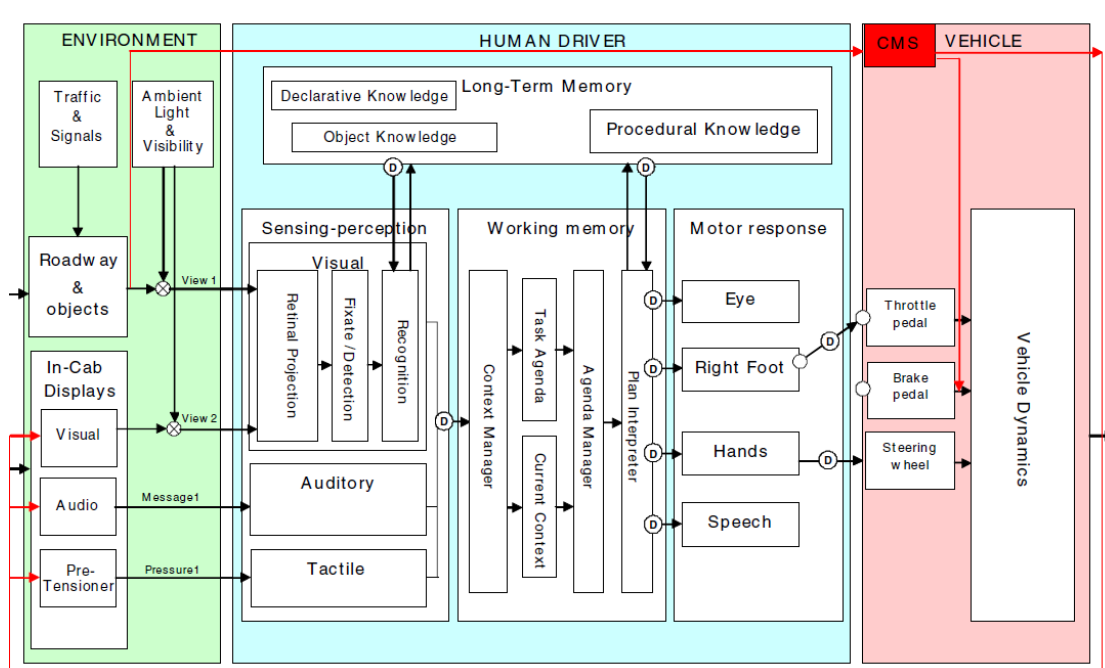 ENVIRONMENT
HUMAN DRIVER
CMS
VEHICLE
Traffic
&
Signals
Ambient
Light
&
Visibility
Long-Term Memory
Declarative Knowledge
Object Knowledge
Procedural Knowledge
D
D
Roadway
&
objects
View 1
Sensing-perception
Visual
Retinal Projection
Fixate /Detection
Recognition
Working memory
Context Manager
Task Agenda
Current Context
Agenda Manager
Plan Interpreter
Motor response
D
Eye
D
Right Foot
D
Throttle
pedal
Brake
pedal
Vehicle Dynamics
In-Cab
Displays
Visual
View 2
D
D
Hands
D
Steering
wheel
Audio
Message1
Auditory
D
Speech
Pre-
Tensioner
Pressure1
Tactile